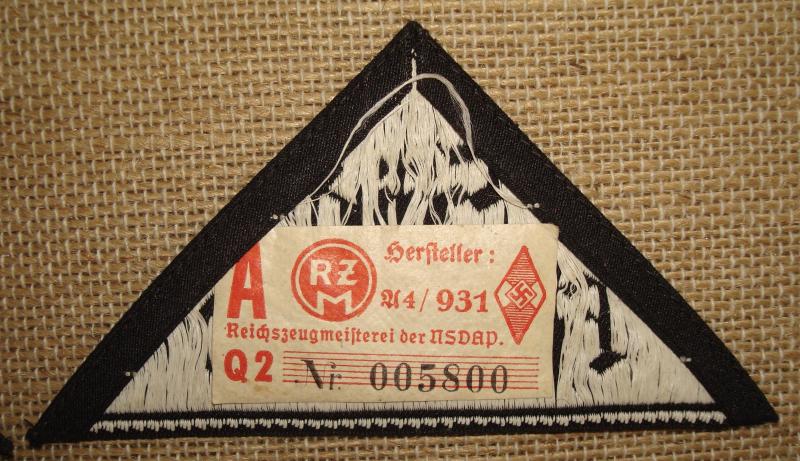 A RZM Hersteller:
A4/931
Reichszeugmeisterei der NSDAP.
Q2 Nr. 005800